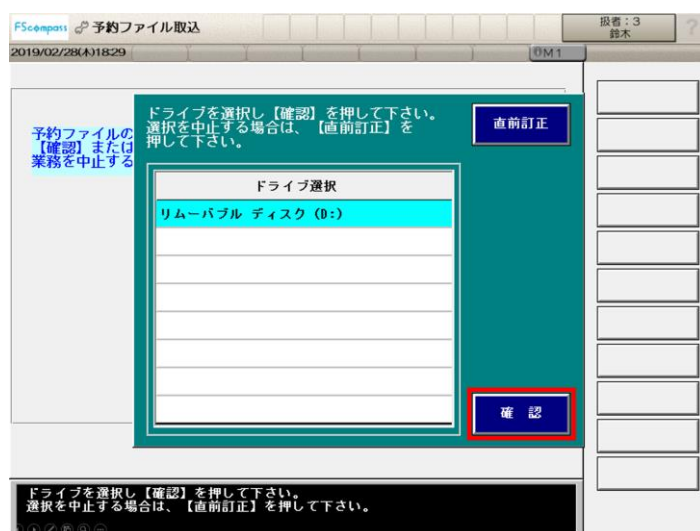 FScompass 予約ファイル取込
扱者:3
鈴木
?
2019/02/28(木)18:29
0M1
予約ファイルの
【確認】または
業務を中止する
ドライブを選択し【確認】を押して下さい。
選択を中止する場合は、【直前訂正】を
押して下さい。
直前訂正
ドライブ選択
リムーバブル ディスク (D:)
確 認
ドライブを選択し【確認】を押して下さい。
選択を中止する場合は、【直前訂正】を押して下さい。